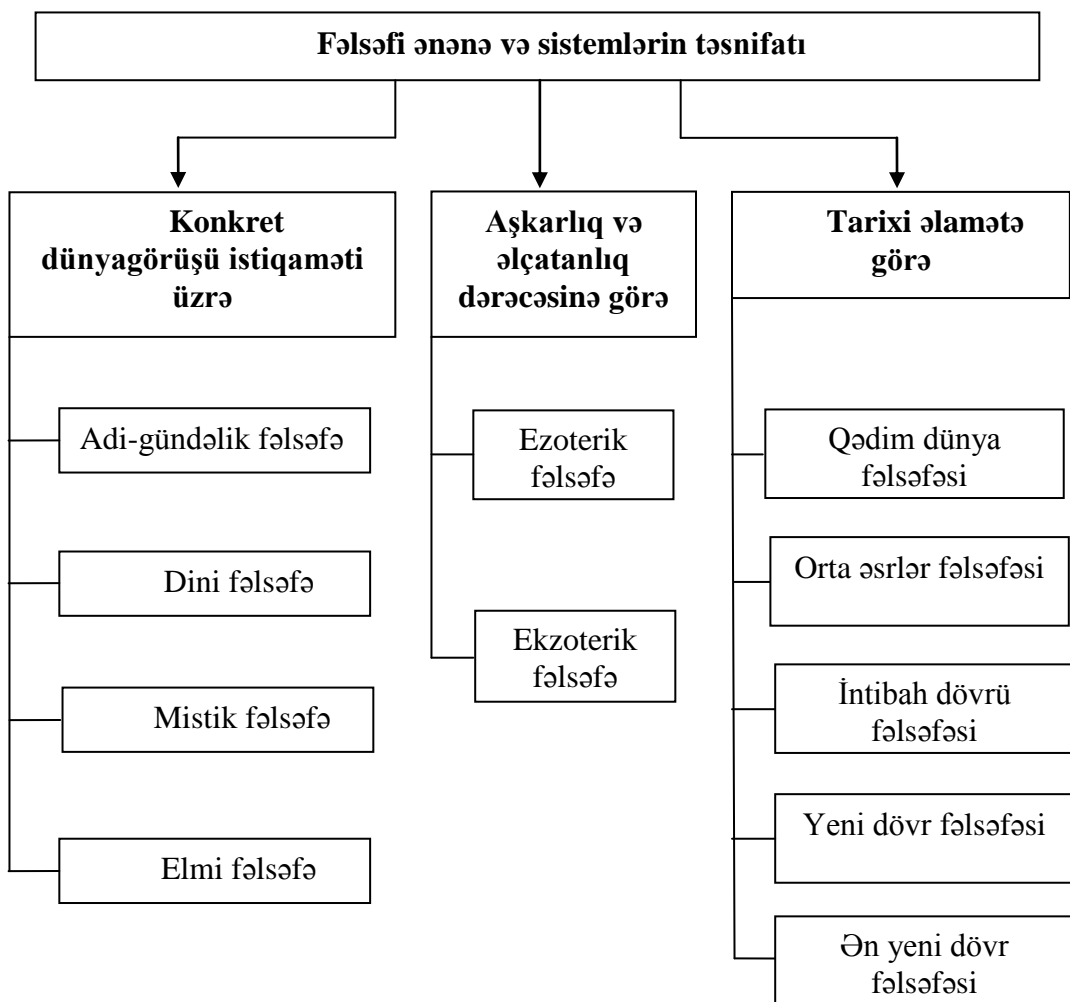 Fəlsəfi ənənə və sistemlərin təsnifatı
Konkret
dünyagörüşü istiqaməti
üzrə
Adi-gündəlik fəlsəfə
Dini fəlsəfə
Mistik fəlsəfə
Elmi fəlsəfə
Aşkarlıq və
əlçatanlıq
dərəcəsinə görə
Ezoterik
fəlsəfə
Ekzoterik
fəlsəfə
Tarixi əlamətə
görə
Qədim dünya
fəlsəfəsi
Orta əsrlər fəlsəfəsi
İntibah dövrü
fəlsəfəsi
Yeni dövr fəlsəfəsi
Ən yeni dövr
fəlsəfəsi